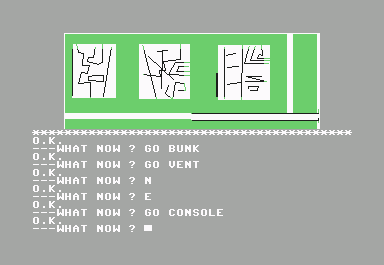 ********************************
O.K.
---WHAT NOW ? GO BUNK
O.K.
---WHAT NOW ? GO VENT
O.K.
---WHAT NOW ? N
O.K.
---WHAT NOW ? E
O.K.
---WHAT NOW ? GO CONSOLE
O.K.
---WHAT NOW ?